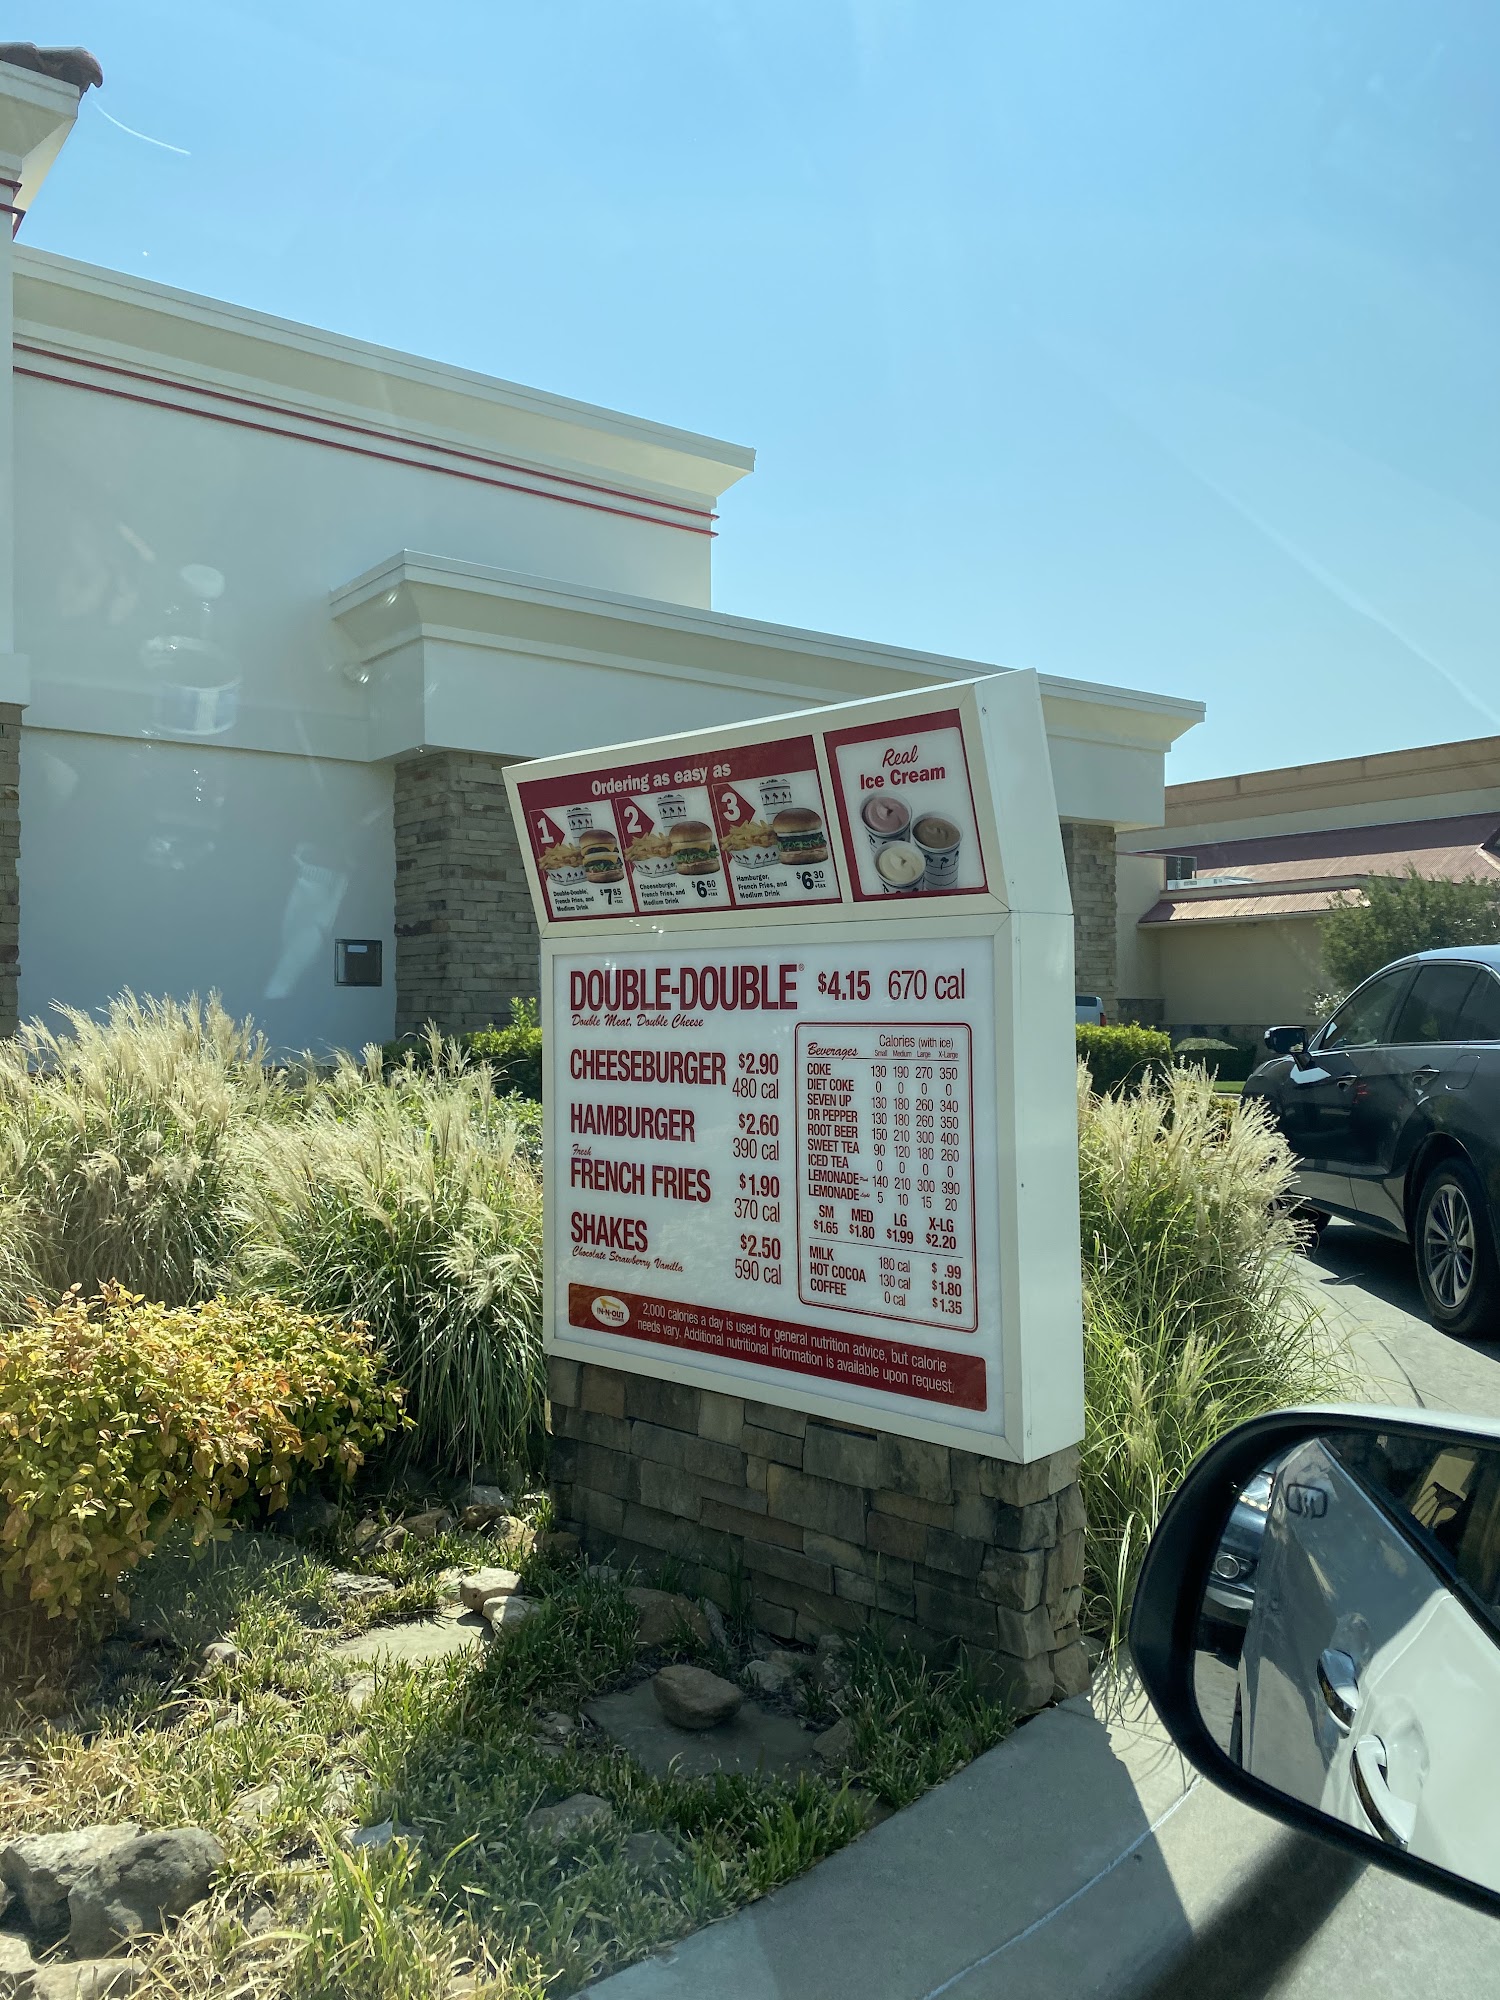 Ordering as easy as
1
Double-Double,
French Fries, and
Medium Drink
$7 85
+tax
2
Cheeseburger,
French Fries, and
Medium Drink
$6 60
+tax
3
Hamburger,
French Fries, and
Medium Drink
$6 30
+tax
Real
Ice Cream
DOUBLE-DOUBLE® $4.15 670 cal
Double Meat, Double Cheese
CHEESEBURGER $2.90
480 cal
HAMBURGER $2.60
390 cal
Fresh
FRENCH FRIES $1.90
370 cal
SHAKES $2.50
Chocolate Strawberry Vanilla 590 cal
Beverages Calories (with ice)
Small Medium Large X-Large
COKE 130 190 270 350
DIET COKE 0 0 0 0
SEVEN UP 130 180 260 340
DR PEPPER 130 180 260 350
ROOT BEER 150 210 300 400
SWEET TEA 90 120 180 260
ICED TEA 0 0 0 0
LEMONADE 140 210 300 390
LEMONADE 5 10 15 20
SM MED LG X-LG
$1.65 $1.80 $1.99 $2.20
MILK 180 cal $ .99
HOT COCOA 130 cal $1.80
COFFEE 0 cal $1.35
IN-N-OUT
2,000 calories a day is used for general nutrition advice, but calorie
needs vary. Additional nutritional information is available upon request.